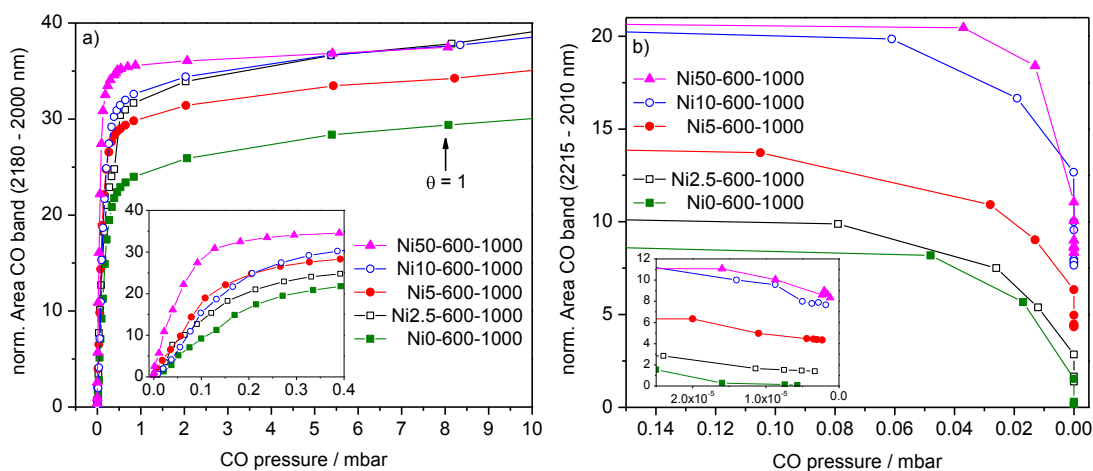 a)
norm. Area CO band (2180 - 2000 nm)
40
30
20
10
0
0 1 2 3 4 5 6 7 8 9 10
CO pressure / mbar
θ = 1
Ni50-600-1000
Ni10-600-1000
Ni5-600-1000
Ni2.5-600-1000
Ni0-600-1000
40
30
20
10
0
0.0 0.1 0.2 0.3 0.4
b)
norm. Area CO band (2215 - 2010 nm)
20
15
10
5
0
0.14 0.12 0.10 0.08 0.06 0.04 0.02 0.00
CO pressure / mbar
Ni50-600-1000
Ni10-600-1000
Ni5-600-1000
Ni2.5-600-1000
Ni0-600-1000
12
10
8
6
4
2
0
2.0x10⁻⁵ 1.0x10⁻⁵ 0.0